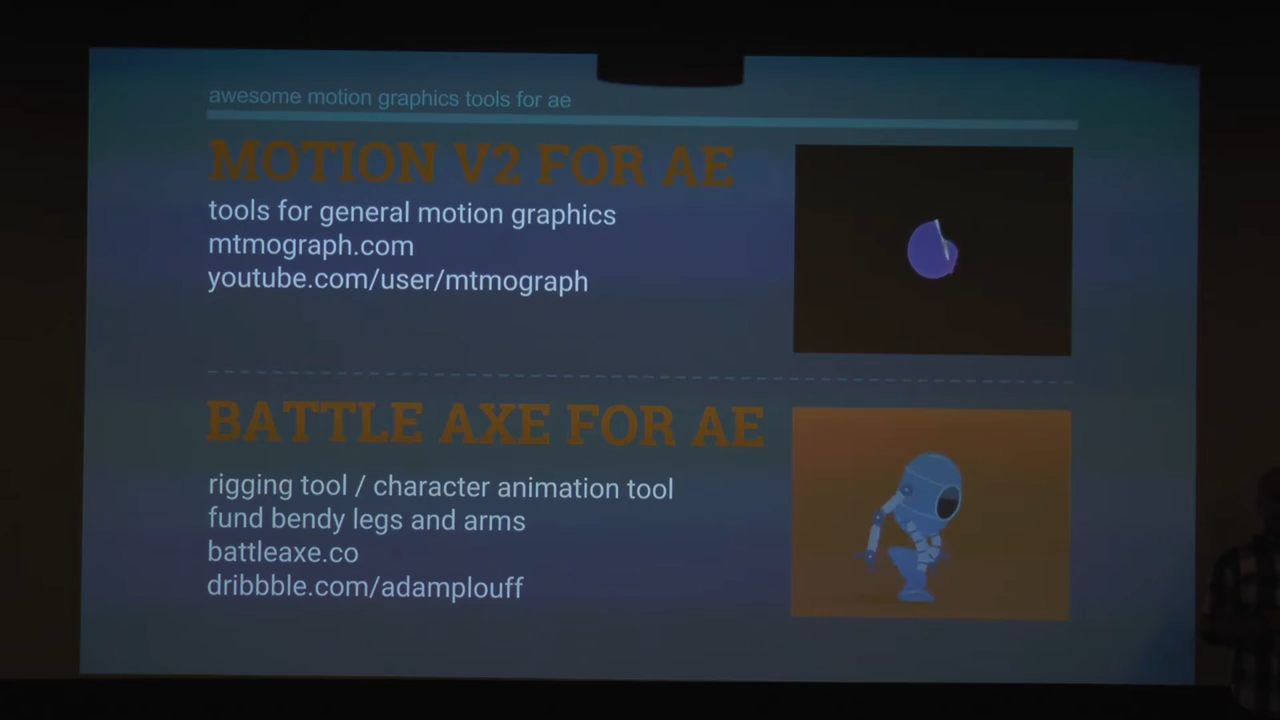 awesome motion graphics tools for ae
MOTION V2 FOR AE
tools for general motion graphics
mtmograph.com
youtube.com/user/mtmograph
BATTLE AXE FOR AE
rigging tool / character animation tool
fund bendy legs and arms
battleaxe.co
dribbble.com/adamplouff